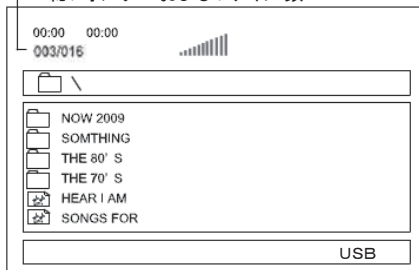 00:00 00:00
003/016
\
NOW 2009
SOMTHING
THE 80' S
THE 70' S
HEAR I AM
SONGS FOR
USB